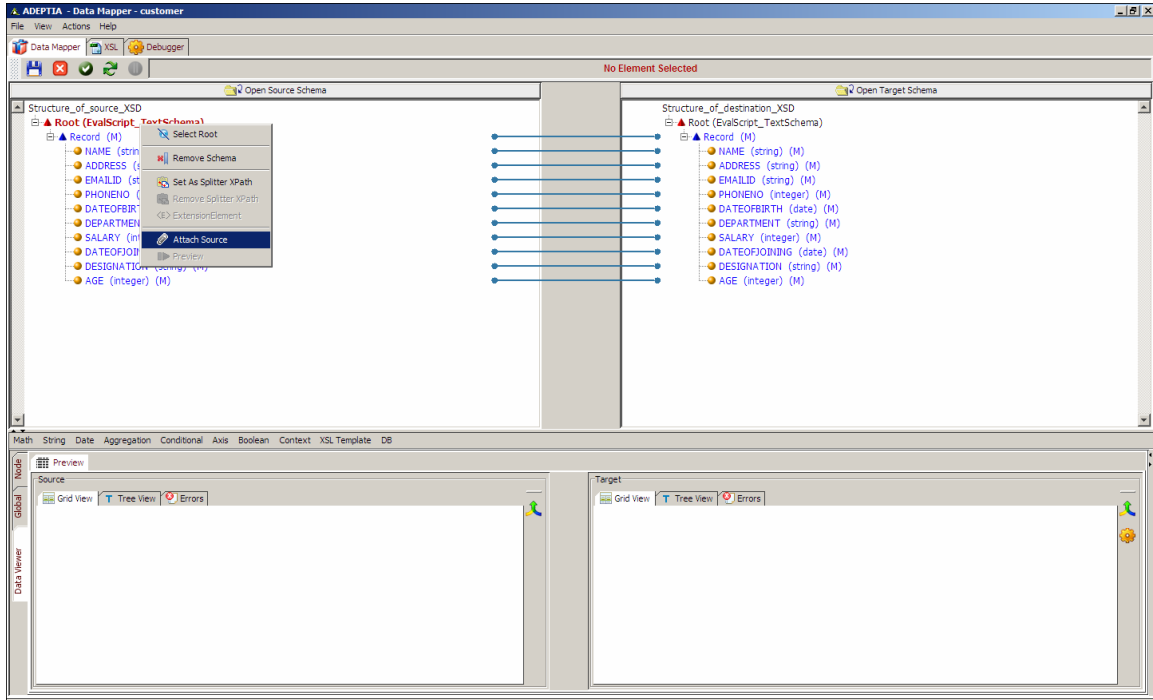 ADEPTIA - Data Mapper - customer
File View Actions Help
Data Mapper XSL Debugger
No Element Selected
Open Source Schema
Open Target Schema
Structure_of_source_XSD
Root (EvalScript_TextSchema)
Record (M)
NAME (strin
ADDRESS (s
EMAILID (st
PHONENO (
DATEOFBIRT
DEPARTMEN
SALARY (int
DATEOFJOIN
DESIGNATION (string) (M)
AGE (integer) (M)
Select Root
Remove Schema
Set As Splitter XPath
Remove Splitter XPath
<E> ExtensionElement
Attach Source
Preview
Structure_of_destination_XSD
Root (EvalScript_TextSchema)
Record (M)
NAME (string) (M)
ADDRESS (string) (M)
EMAILID (string) (M)
PHONENO (integer) (M)
DATEOFBIRTH (date) (M)
DEPARTMENT (string) (M)
SALARY (integer) (M)
DATEOFJOINING (date) (M)
DESIGNATION (string) (M)
AGE (integer) (M)
Math String Date Aggregation Conditional Axis Boolean Context XSL Template DB
Node
Global
Data Viewer
Preview
Source
Grid View T Tree View Errors
Target
Grid View T Tree View Errors